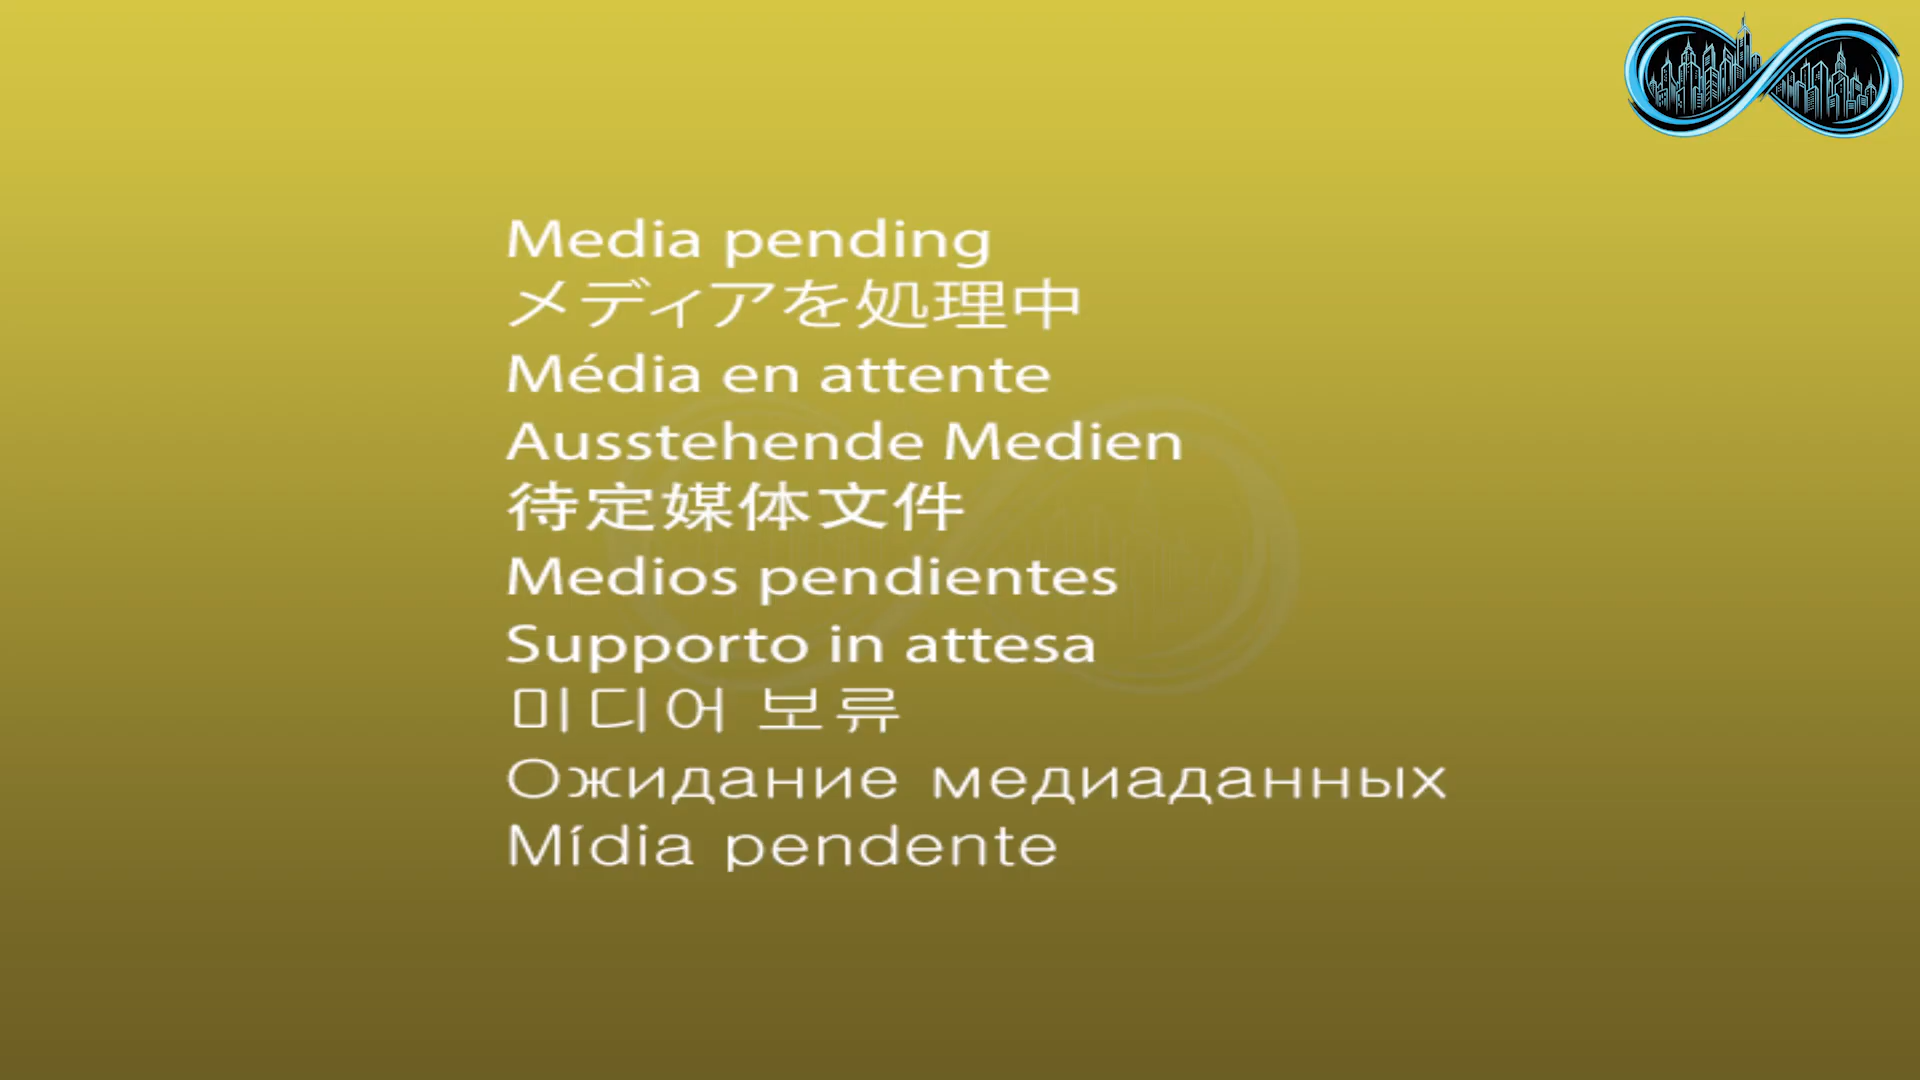 Media pending
メディアを処理中
Média en attente
Ausstehende Medien
待定媒体文件
Medios pendientes
Supporto in attesa
미디어 보류
Ожидание медиаданных
Mídia pendente